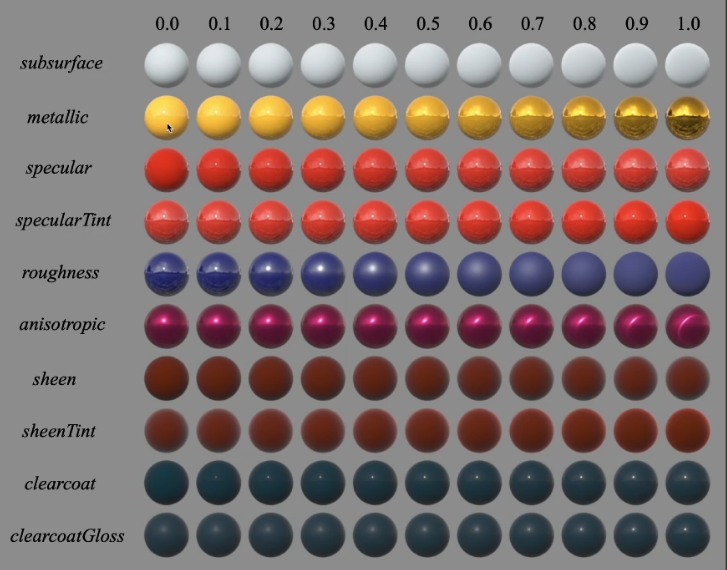 0.0 0.1 0.2 0.3 0.4 0.5 0.6 0.7 0.8 0.9 1.0
subsurface
metallic
specular
specularTint
roughness
anisotropic
sheen
sheenTint
clearcoat
clearcoatGloss